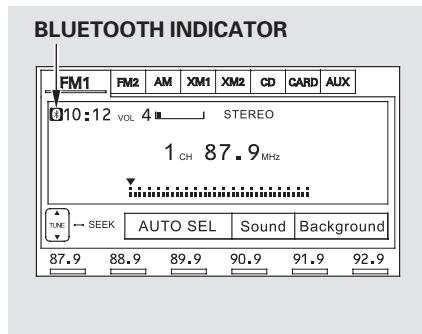 BLUETOOTH INDICATOR
FM1 FM2 AM XM1 XM2 CD CARD AUX
10:12 VOL 4 STEREO
1 CH 87.9 MHz
TUNE SEEK AUTO SEL Sound Background
87.9 88.9 89.9 90.9 91.9 92.9